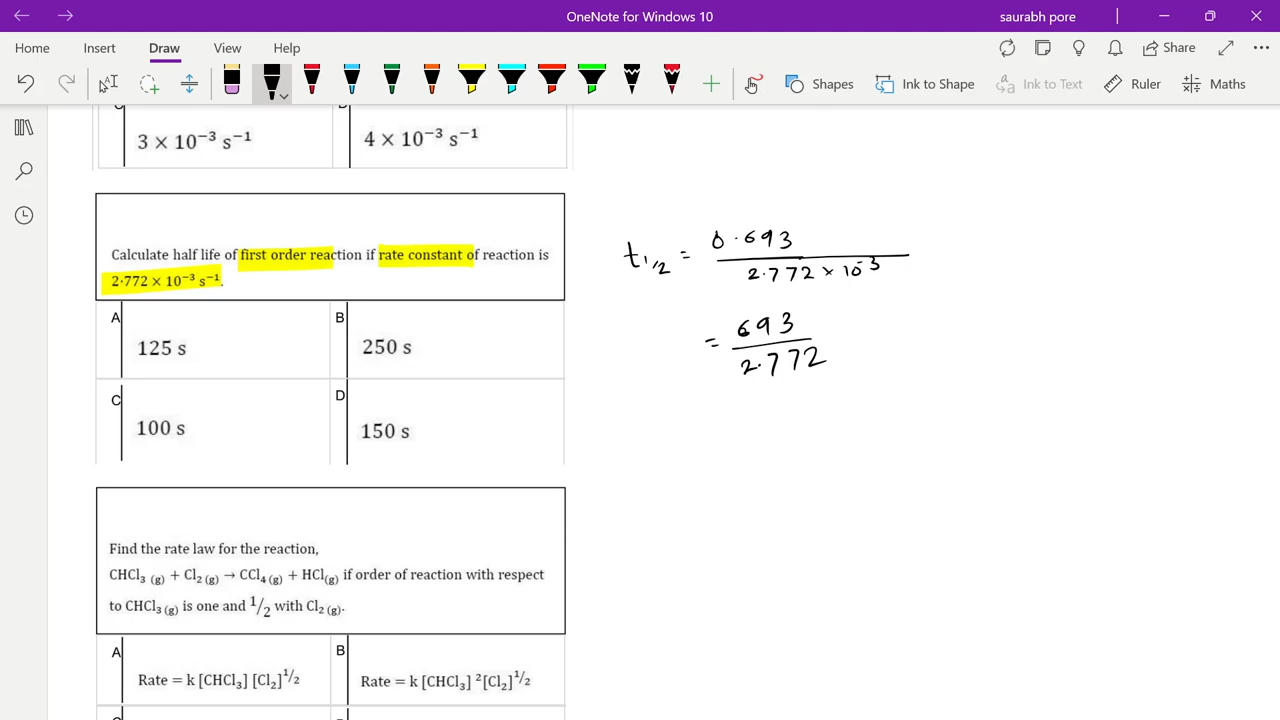 OneNote for Windows 10
saurabh pore
Home Insert Draw View Help
Share
Shapes
Ink to Shape
Ink to Text
Ruler
Maths
3 × 10⁻³ s⁻¹
4 × 10⁻³ s⁻¹
Calculate half life of first order reaction if rate constant of reaction is
2·772 × 10⁻³ s⁻¹.
A
125 s
B
250 s
C
100 s
D
150 s
t1/2 = 0.693 / 2.772 × 10⁻³
= 693 / 2.772
Find the rate law for the reaction,
CHCl₃ (g) + Cl₂ (g) → CCl₄ (g) + HCl(g) if order of reaction with respect
to CHCl₃ (g) is one and 1/2 with Cl₂ (g).
A
Rate = k [CHCl₃] [Cl₂]^1/2
B
Rate = k [CHCl₃] ²[Cl₂]^1/2